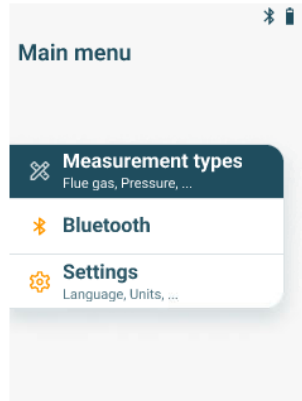 Main menu
Measurement types
Flue gas, Pressure, ...
Bluetooth
Settings
Language, Units, ...